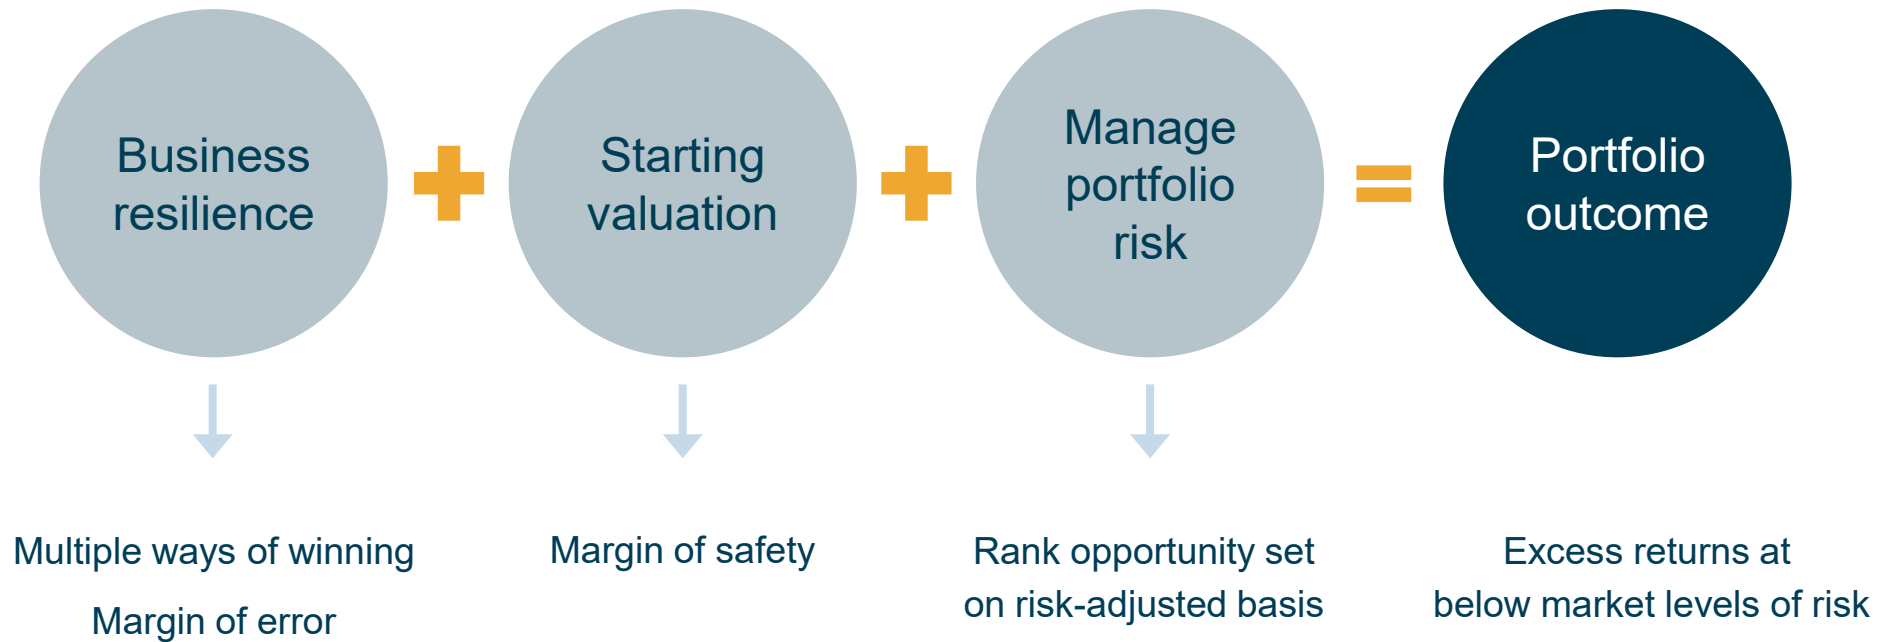 Business
resilience
Starting
valuation
Manage
portfolio
risk
Portfolio
outcome
Multiple ways of winning
Margin of error
Margin of safety
Rank opportunity set
on risk-adjusted basis
Excess returns at
below market levels of risk